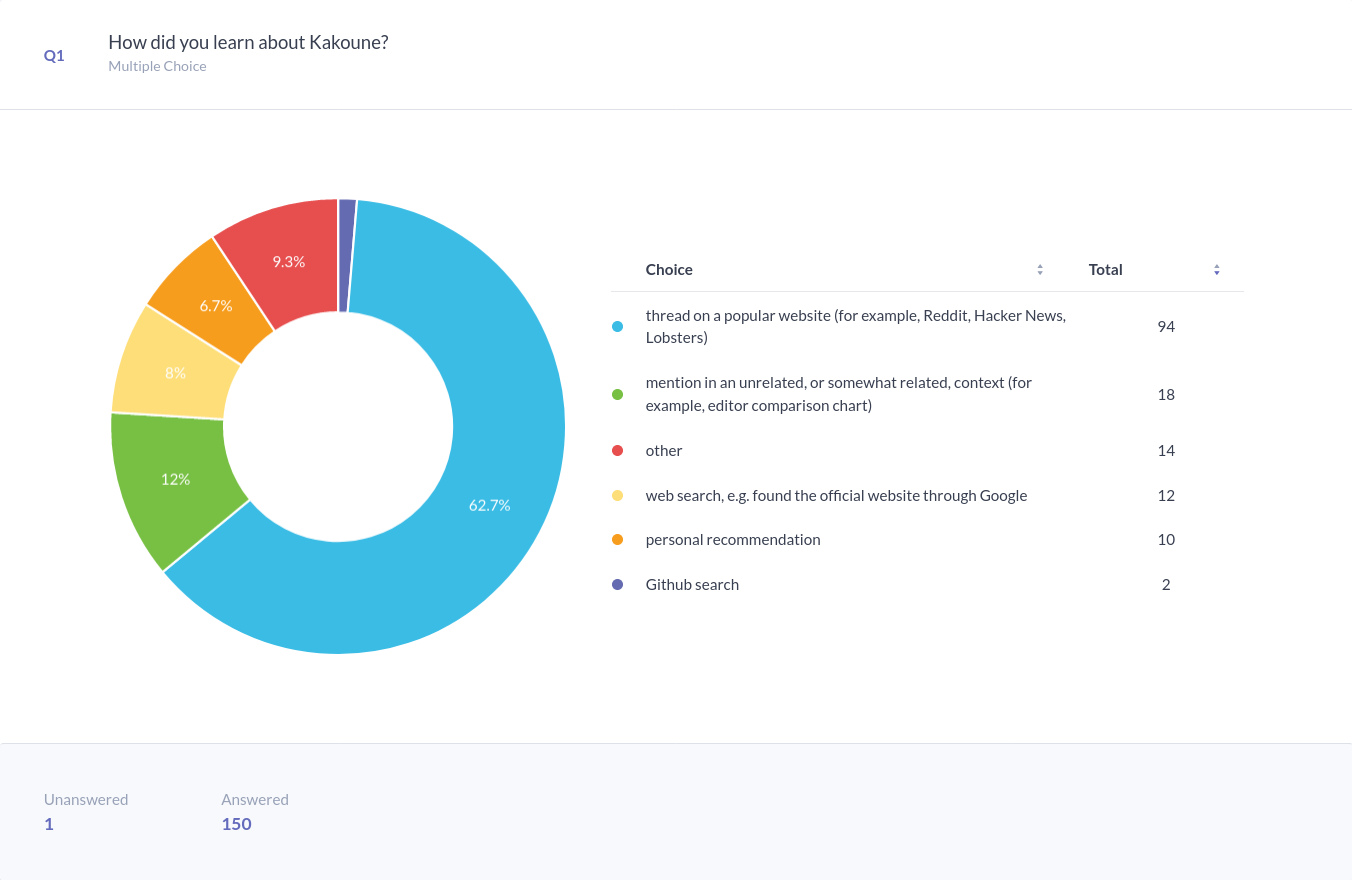 Q1
How did you learn about Kakoune?
Multiple Choice
9.3%
6.7%
8%
12%
62.7%
Choice Total
thread on a popular website (for example, Reddit, Hacker News,
Lobsters)
94
mention in an unrelated, or somewhat related, context (for
example, editor comparison chart)
18
other 14
web search, e.g. found the official website through Google 12
personal recommendation 10
Github search 2
Unanswered Answered
1 150